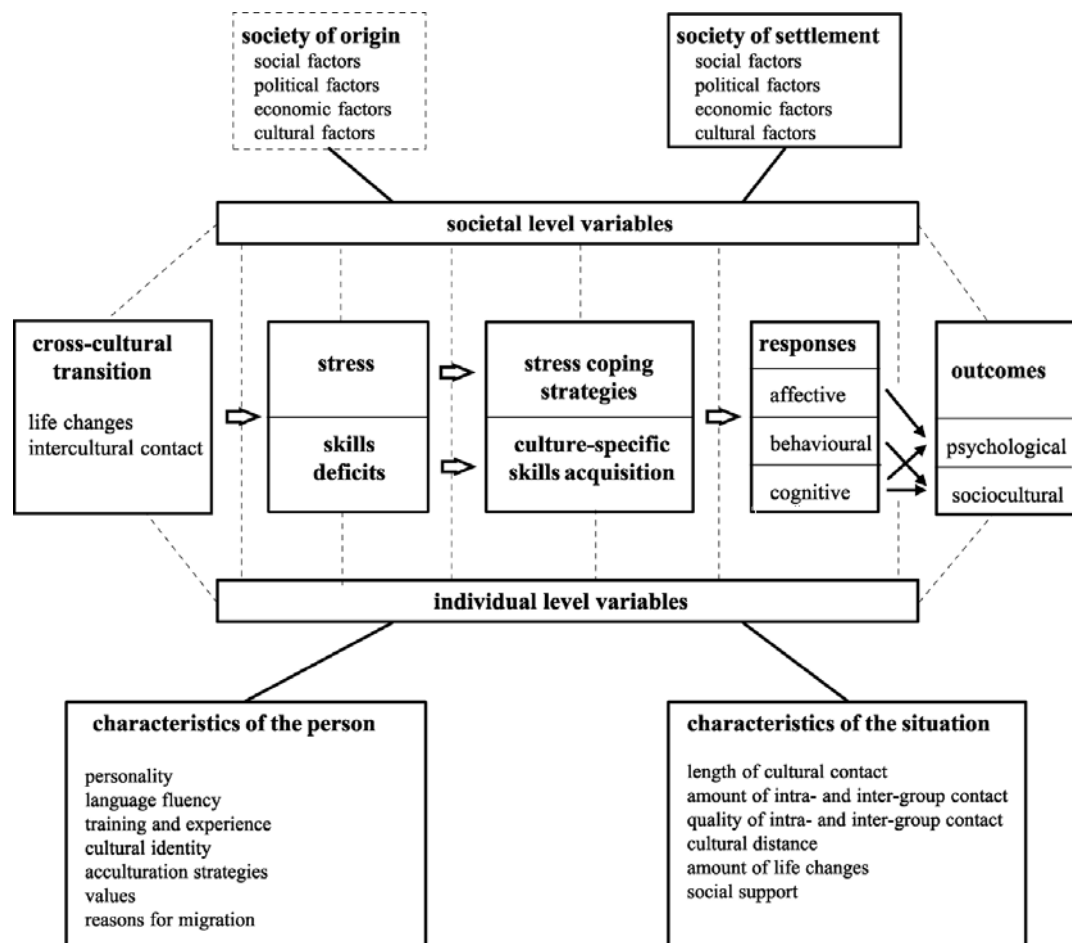 society of origin
social factors
political factors
economic factors
cultural factors
society of settlement
social factors
political factors
economic factors
cultural factors
societal level variables
cross-cultural
transition
life changes
intercultural contact
stress
skills
deficits
stress coping
strategies
culture-specific
skills acquisition
responses
affective
behavioural
cognitive
outcomes
psychological
sociocultural
individual level variables
characteristics of the person
personality
language fluency
training and experience
cultural identity
acculturation strategies
values
reasons for migration
characteristics of the situation
length of cultural contact
amount of intra- and inter-group contact
quality of intra- and inter-group contact
cultural distance
amount of life changes
social support